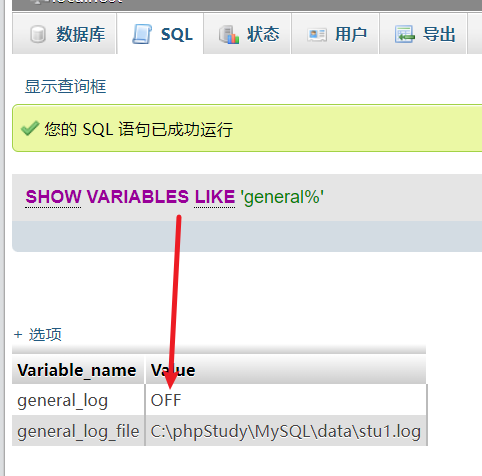 localhost
数据库 SQL 状态 用户 导出
显示查询框
您的 SQL 语句已成功运行
SHOW VARIABLES LIKE 'general%'
+ 选项
Variable_name Value
general_log OFF
general_log_file C:\phpStudy\MySQL\data\stu1.log